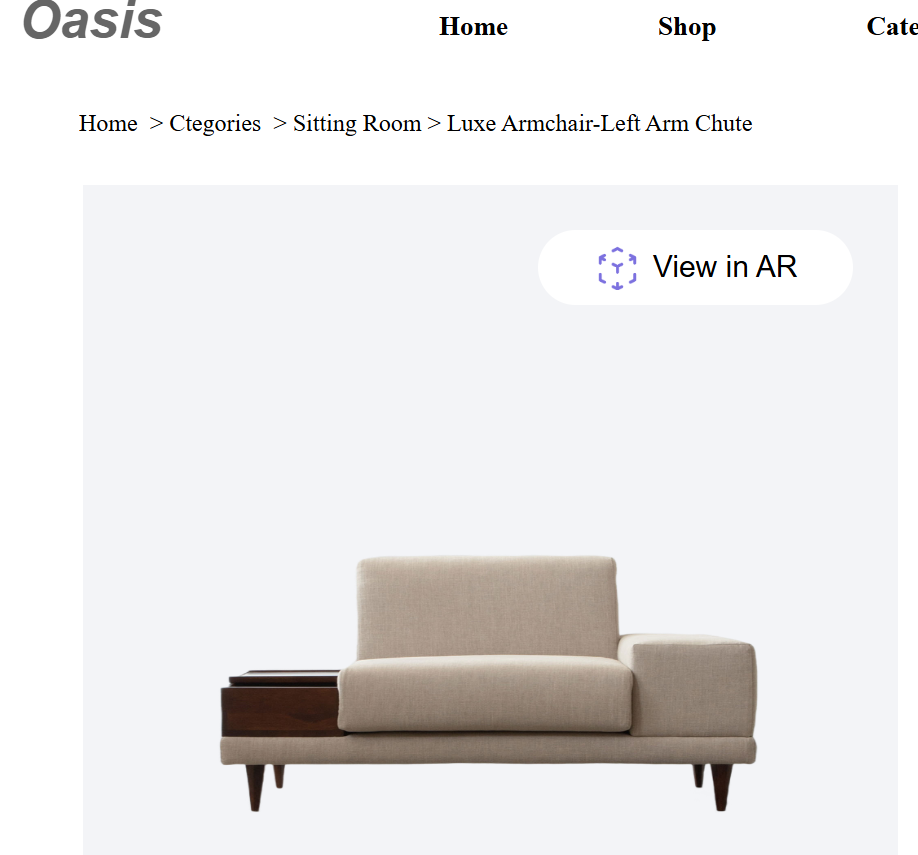 Oasis
Home Shop Cate
Home > Ctegories > Sitting Room > Luxe Armchair-Left Arm Chute
View in AR